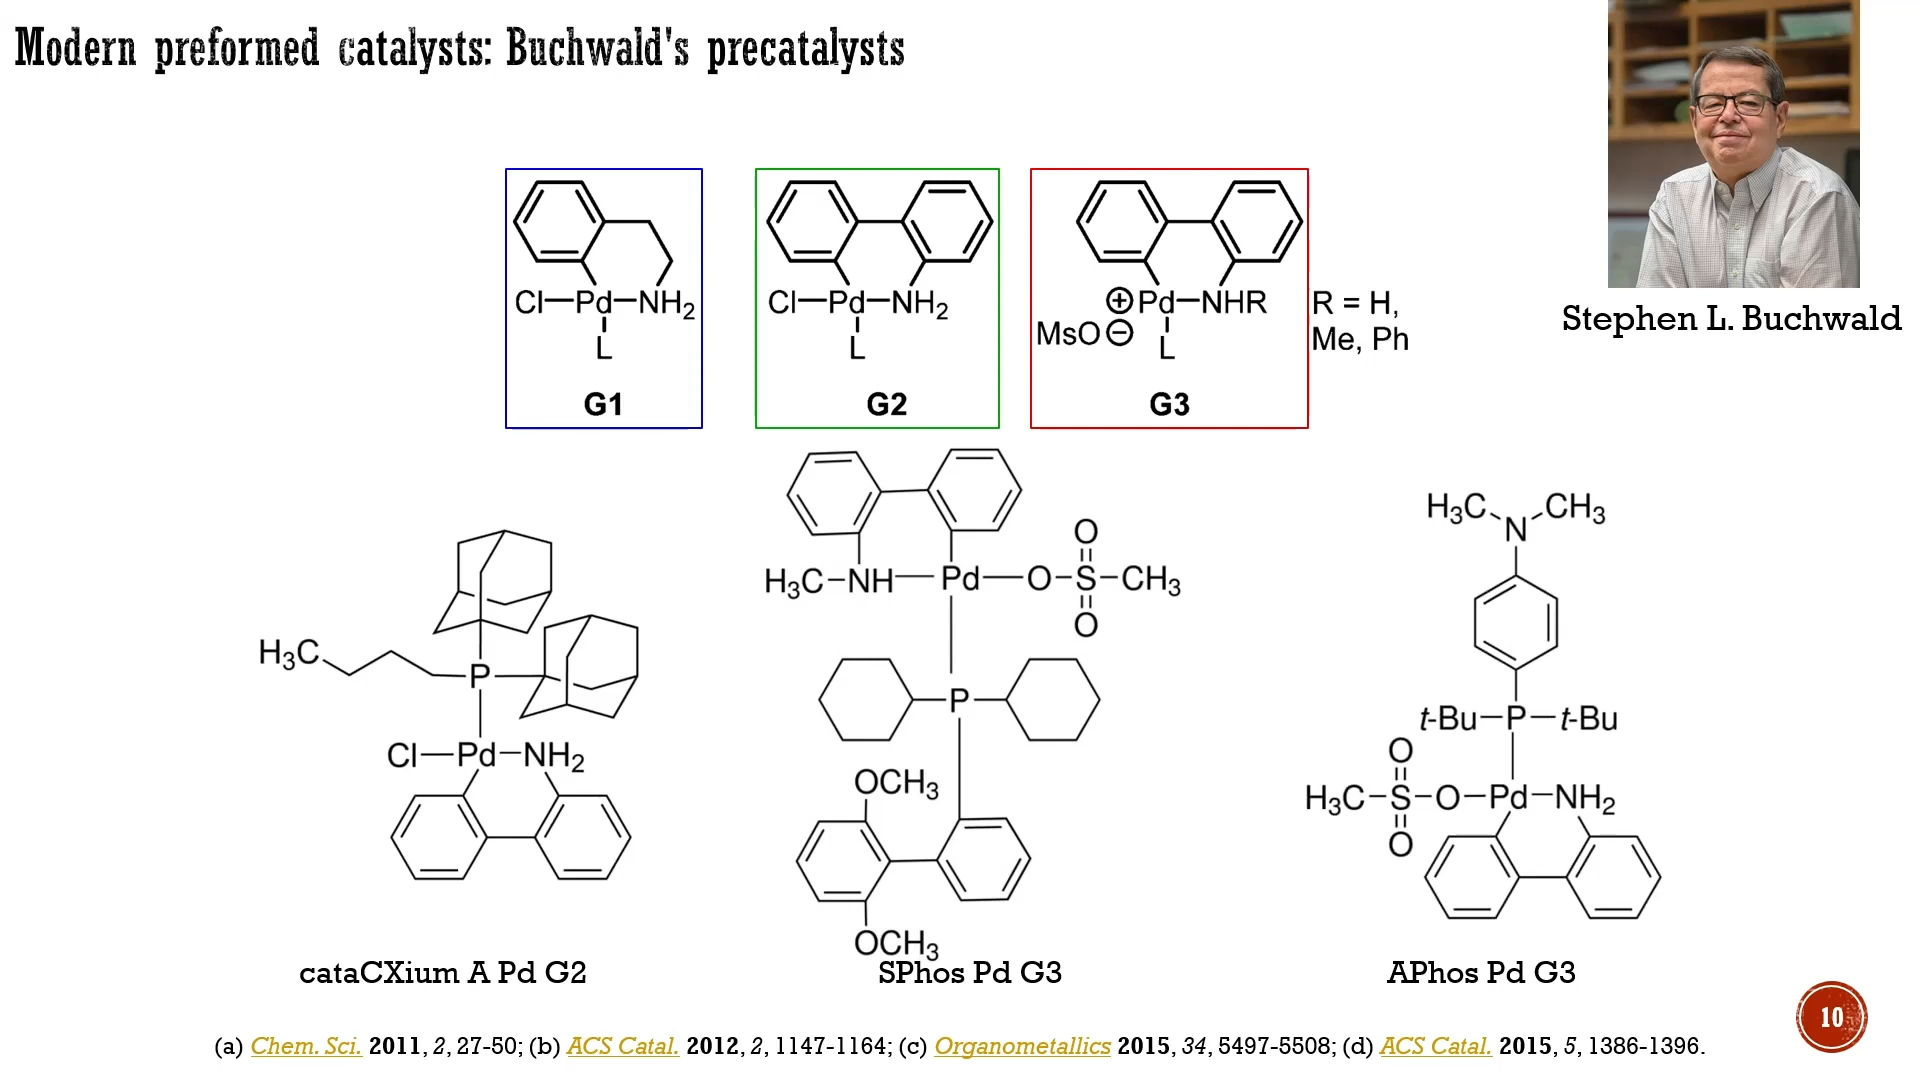 Modern preformed catalysts: Buchwald's precatalysts
Stephen L. Buchwald
Cl Pd NH2
L
G1
Cl Pd NH2
L
G2
⊕ Pd NHR
MsO ⊖
L
G3
R = H,
Me, Ph
H3C
P
Cl Pd NH2
cataCXium A Pd G2
O
H3C NH Pd O S CH3
O
P
OCH3
OCH3
SPhos Pd G3
H3C CH3
N
t-Bu P t-Bu
O
H3C S O Pd NH2
O
APhos Pd G3
10
(a) Chem. Sci. 2011, 2, 27-50; (b) ACS Catal. 2012, 2, 1147-1164; (c) Organometallics 2015, 34, 5497-5508; (d) ACS Catal. 2015, 5, 1386-1396.